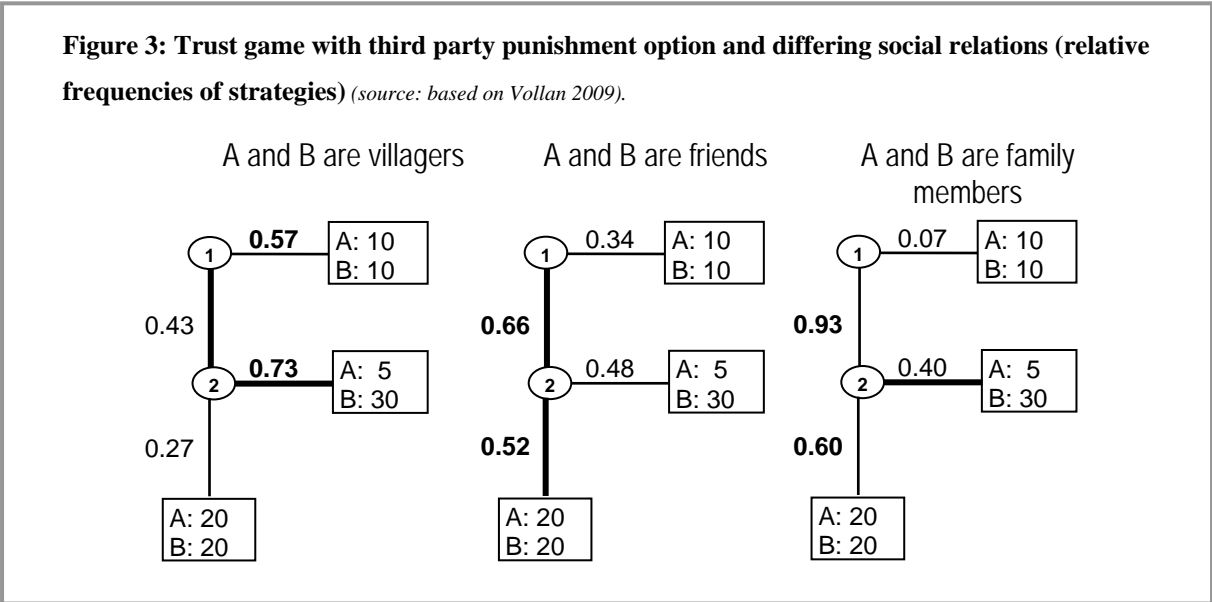 Figure 3: Trust game with third party punishment option and differing social relations (relative
frequencies of strategies) (source: based on Vollan 2009).
A and B are villagers
A and B are friends
A and B are family
members
1
0.57
A: 10
B: 10
0.43
2
0.73
A: 5
B: 30
0.27
A: 20
B: 20
1
0.34
A: 10
B: 10
0.66
2
0.48
A: 5
B: 30
0.52
A: 20
B: 20
1
0.07
A: 10
B: 10
0.93
2
0.40
A: 5
B: 30
0.60
A: 20
B: 20